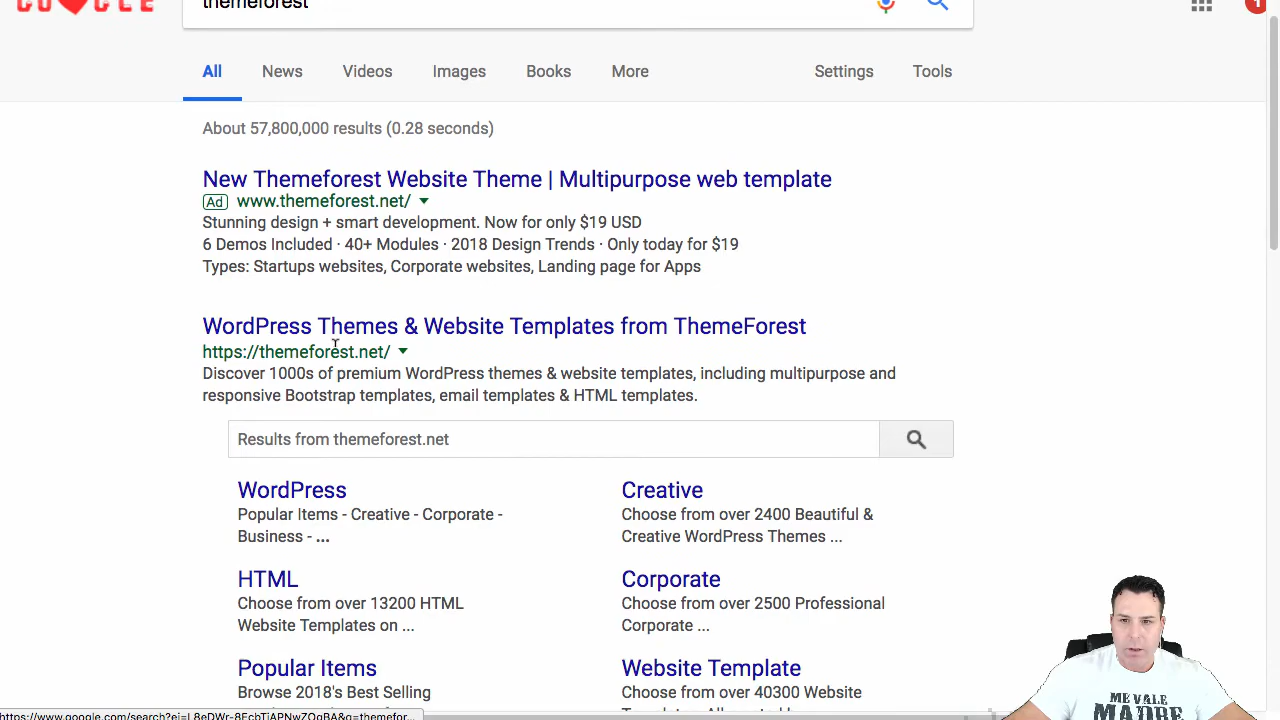 themeforest
1
All News Videos Images Books More Settings Tools
About 57,800,000 results (0.28 seconds)
New Themeforest Website Theme | Multipurpose web template
Ad www.themeforest.net/
Stunning design + smart development. Now for only $19 USD
6 Demos Included · 40+ Modules · 2018 Design Trends · Only today for $19
Types: Startups websites, Corporate websites, Landing page for Apps
WordPress Themes & Website Templates from ThemeForest
https://themeforest.net/
Discover 1000s of premium WordPress themes & website templates, including multipurpose and
responsive Bootstrap templates, email templates & HTML templates.
Results from themeforest.net
WordPress
Popular Items - Creative - Corporate -
Business - ...
Creative
Choose from over 2400 Beautiful &
Creative WordPress Themes ...
HTML
Choose from over 13200 HTML
Website Templates on ...
Corporate
Choose from over 2500 Professional
Corporate ...
Popular Items
Browse 2018's Best Selling
Website Template
Choose from over 40300 Website
ME VALE
MADRE